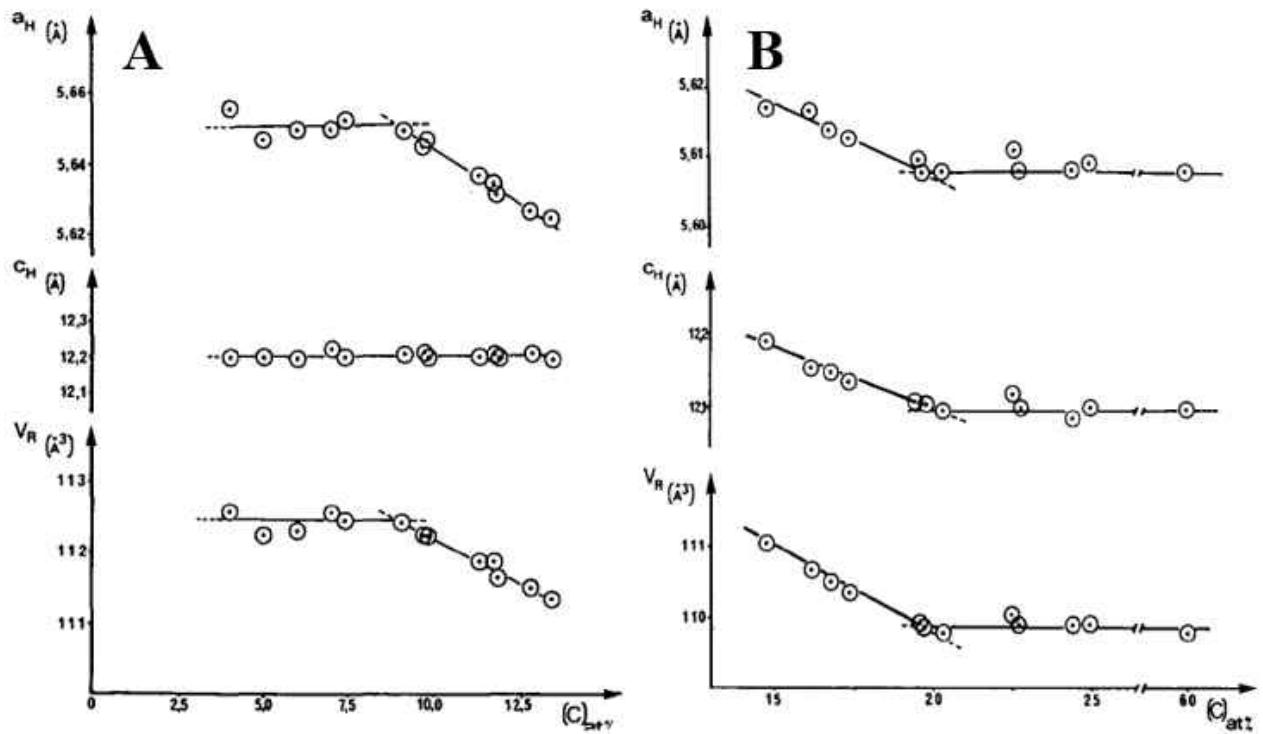 A
a_H (Å)
5,66
5,64
5,62
c_H (Å)
12,3
12,2
12,1
V_R (Å³)
113
112
111
0
2,5
5,0
7,5
10,0
12,5
[C]at%
B
a_H (Å)
5,62
5,61
5,60
c_H (Å)
12,2
12,1
V_R (Å³)
111
110
15
20
25
60
(C)at%